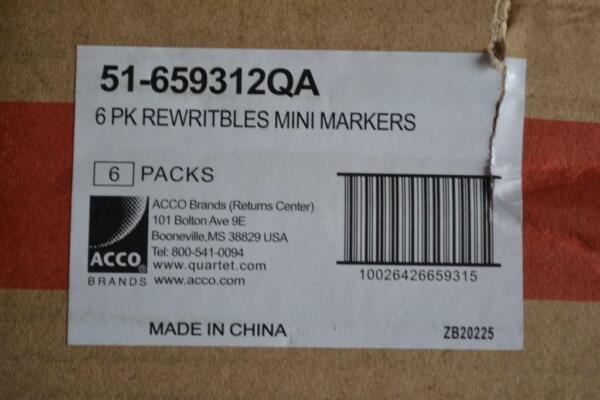 51-659312QA
6 PK REWRITBLES MINI MARKERS
6 PACKS
ACCO Brands (Returns Center)
101 Bolton Ave 9E
Booneville,MS 38829 USA
Tel: 800-541-0094
www.quartet.com
www.acco.com
ACCO®
BRANDS
10026426659315
MADE IN CHINA
ZB20225